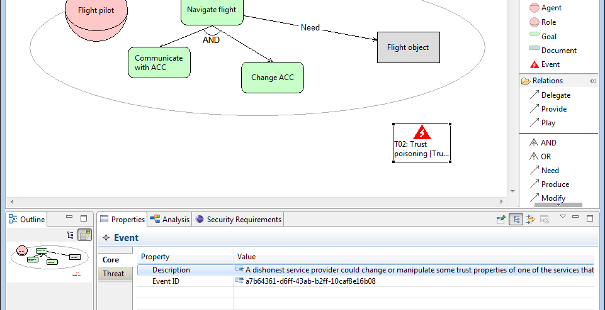 Flight pilot
Navigate flight
AND
Need
Flight object
Communicate
with ACC
Change ACC
T02: Trust
poisoning |Tru...
Agent
Role
Goal
Document
Event
Relations
Delegate
Provide
Play
AND
OR
Need
Produce
Modify
Outline
Properties
Analysis
Security Requirements
Event
Core
Threat
Property
Value
Description
A dishonest service provider could change or manipulate some trust properties of one of the services that
Event ID
a7b64361-d6ff-43ab-b2ff-10caf8e16b08